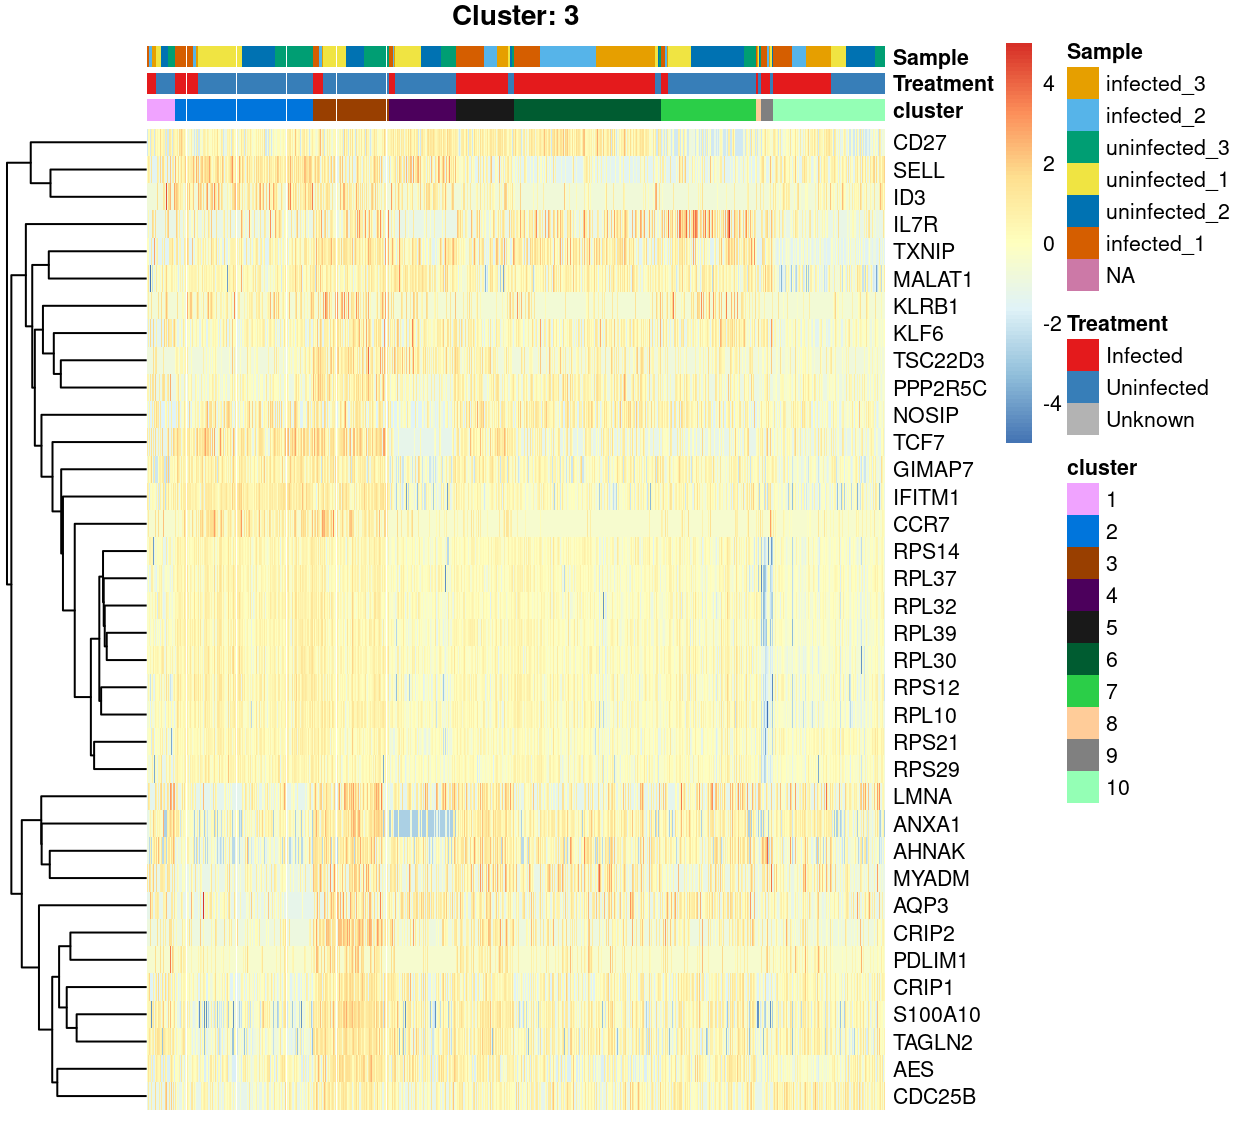 Cluster: 3
Sample
Treatment
cluster
CD27
SELL
ID3
IL7R
TXNIP
MALAT1
KLRB1
KLF6
TSC22D3
PPP2R5C
NOSIP
TCF7
GIMAP7
IFITM1
CCR7
RPS14
RPL37
RPL32
RPL39
RPL30
RPS12
RPL10
RPS21
RPS29
LMNA
ANXA1
AHNAK
MYADM
AQP3
CRIP2
PDLIM1
CRIP1
S100A10
TAGLN2
AES
CDC25B
4
2
0
-2
-4
Sample
infected_3
infected_2
uninfected_3
uninfected_1
uninfected_2
infected_1
NA
Treatment
Infected
Uninfected
Unknown
cluster
1
2
3
4
5
6
7
8
9
10